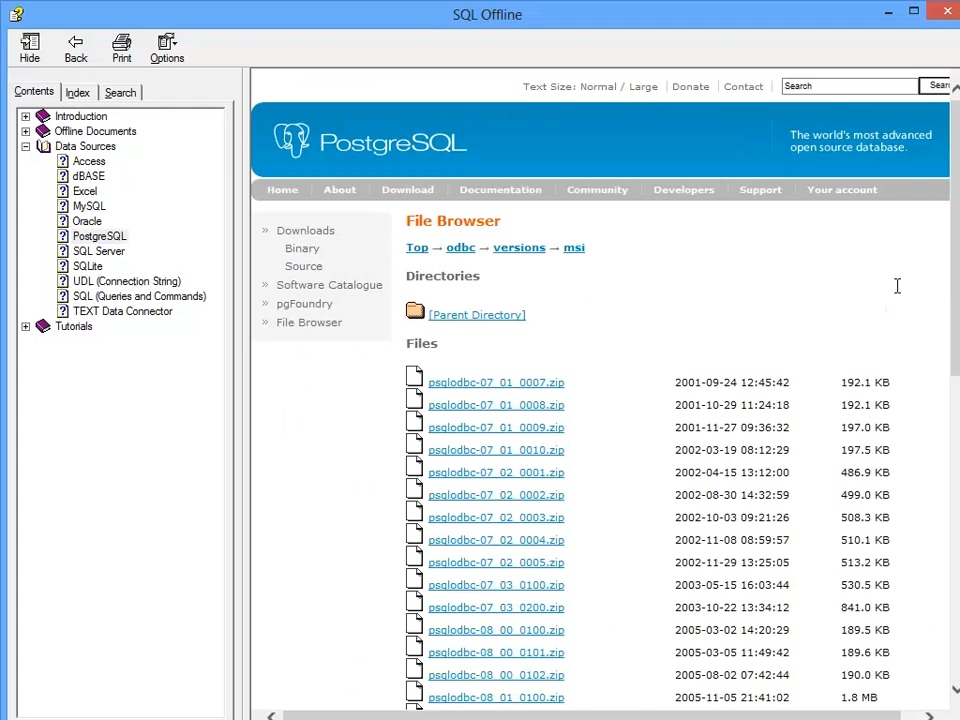 SQL Offline
Hide
Back
Print
Options
Contents
Index
Search
Introduction
Offline Documents
Data Sources
Access
dBASE
Excel
MySQL
Oracle
PostgreSQL
SQL Server
SQLite
UDL (Connection String)
SQL (Queries and Commands)
TEXT Data Connector
Tutorials
Text Size: Normal / Large | Donate | Contact |
Search
Sear
PostgreSQL
The world's most advanced
open source database.
Home | About | Download | Documentation | Community | Developers | Support | Your account
» Downloads
Binary
Source
» Software Catalogue
» pgFoundry
» File Browser
File Browser
Top → odbc → versions → msi
Directories
[Parent Directory]
Files
psqlodbc-07_01_0007.zip 2001-09-24 12:45:42 192.1 KB
psqlodbc-07_01_0008.zip 2001-10-29 11:24:18 192.1 KB
psqlodbc-07_01_0009.zip 2001-11-27 09:36:32 197.0 KB
psqlodbc-07_01_0010.zip 2002-03-19 08:12:29 197.5 KB
psqlodbc-07_02_0001.zip 2002-04-15 13:12:00 486.9 KB
psqlodbc-07_02_0002.zip 2002-08-30 14:32:59 499.0 KB
psqlodbc-07_02_0003.zip 2002-10-03 09:21:26 508.3 KB
psqlodbc-07_02_0004.zip 2002-11-08 08:59:57 510.1 KB
psqlodbc-07_02_0005.zip 2002-11-29 13:25:05 513.2 KB
psqlodbc-07_03_0100.zip 2003-05-15 16:03:44 530.5 KB
psqlodbc-07_03_0200.zip 2003-10-22 13:34:12 841.0 KB
psqlodbc-08_00_0100.zip 2005-03-02 14:20:29 189.5 KB
psqlodbc-08_00_0101.zip 2005-03-05 11:49:42 189.6 KB
psqlodbc-08_00_0102.zip 2005-08-02 07:42:44 190.0 KB
psqlodbc-08_01_0100.zip 2005-11-05 21:41:02 1.8 MB